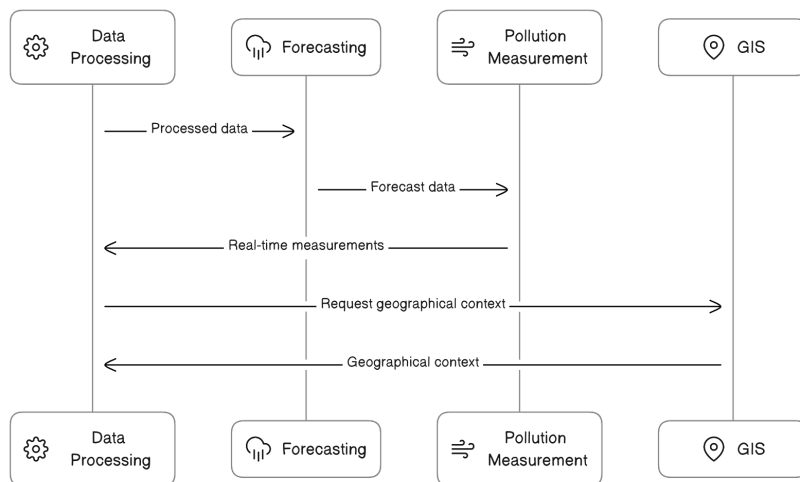 Data
Processing
Forecasting
Pollution
Measurement
GIS
Processed data
Forecast data
Real-time measurements
Request geographical context
Geographical context
Data
Processing
Forecasting
Pollution
Measurement
GIS